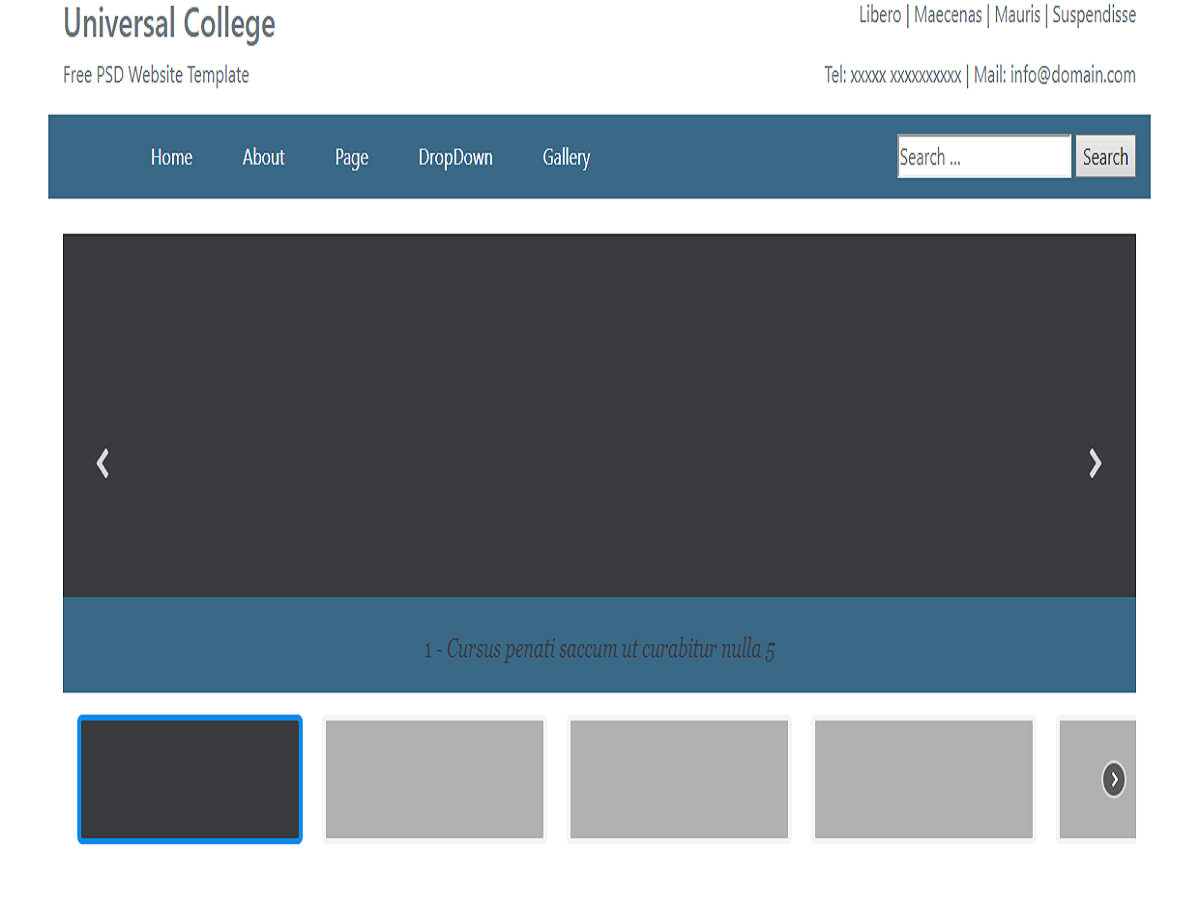 Universal College
Libero | Maecenas | Mauris | Suspendisse
Free PSD Website Template
Tel: xxxxx xxxxxxxxxx | Mail: info@domain.com
Home About Page DropDown Gallery Search ... Search
1 - Cursus penati saccum ut curabitur nulla 5